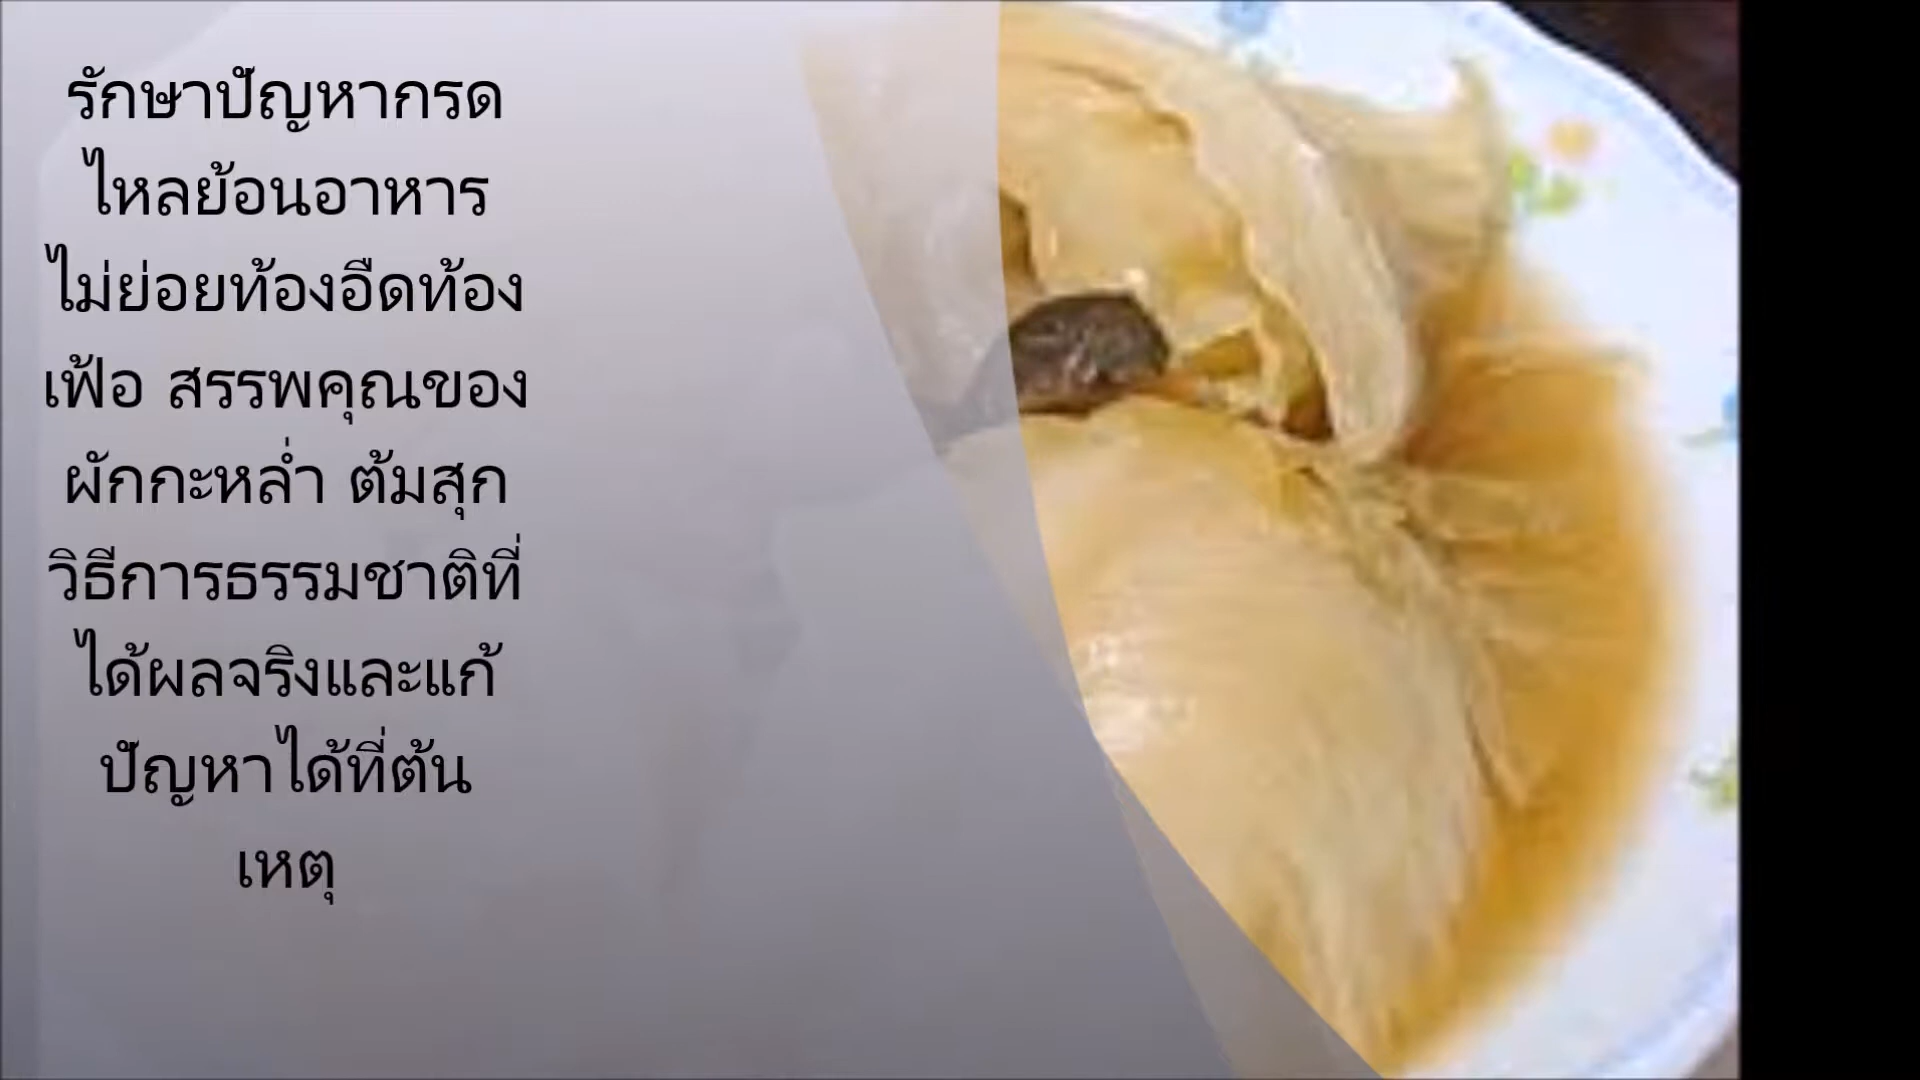 รักษาปัญหากรด
ไหลย้อนอาหาร
ไม่ย่อยท้องอืดท้อง
เฟ้อ สรรพคุณของ
ผักกะหล่ำ ต้มสุก
วิธีการธรรมชาติที่
ได้ผลจริงและแก้
ปัญหาได้ที่ต้น
เหตุ